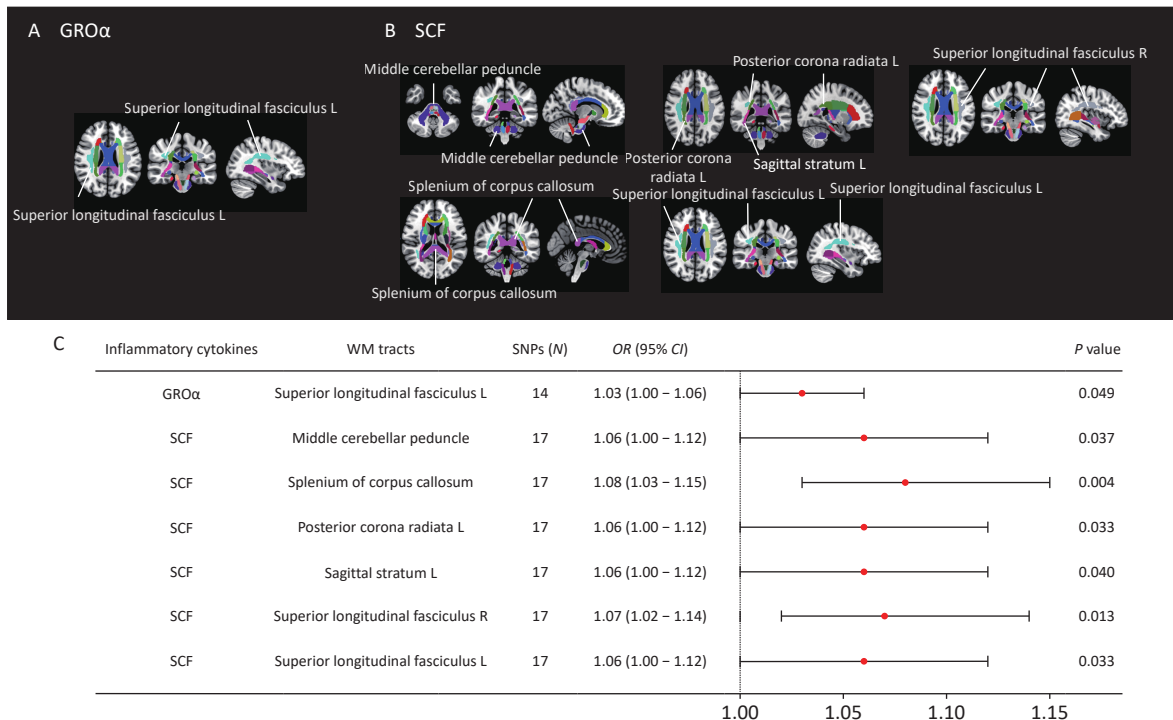 A GROα
Superior longitudinal fasciculus L
Superior longitudinal fasciculus L
B SCF
Middle cerebellar peduncle
Middle cerebellar peduncle
Posterior corona radiata L
Posterior corona
radiata L
Sagittal stratum L
Superior longitudinal fasciculus R
Splenium of corpus callosum
Splenium of corpus callosum
Superior longitudinal fasciculus L
Superior longitudinal fasciculus L
C
Inflammatory cytokines WM tracts SNPs (N) OR (95% CI) P value
GROα Superior longitudinal fasciculus L 14 1.03 (1.00 − 1.06) 0.049
SCF Middle cerebellar peduncle 17 1.06 (1.00 − 1.12) 0.037
SCF Splenium of corpus callosum 17 1.08 (1.03 − 1.15) 0.004
SCF Posterior corona radiata L 17 1.06 (1.00 − 1.12) 0.033
SCF Sagittal stratum L 17 1.06 (1.00 − 1.12) 0.040
SCF Superior longitudinal fasciculus R 17 1.07 (1.02 − 1.14) 0.013
SCF Superior longitudinal fasciculus L 17 1.06 (1.00 − 1.12) 0.033
1.00 1.05 1.10 1.15